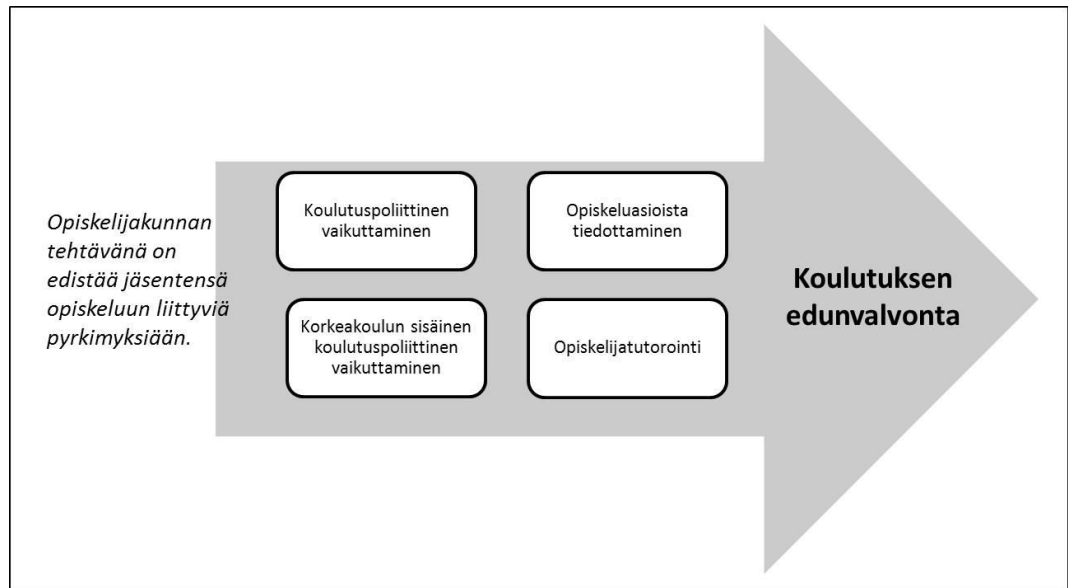 Opiskelijakunnan
tehtävänä on
edistää jäsentensä
opiskeluun liittyviä
pyrkimyksiään.
Koulutuspoliittinen
vaikuttaminen
Opiskeluasioista
tiedottaminen
Korkeakoulun sisäinen
koulutuspoliittinen
vaikuttaminen
Opiskelijatutorointi
Koulutuksen
edunvalvonta